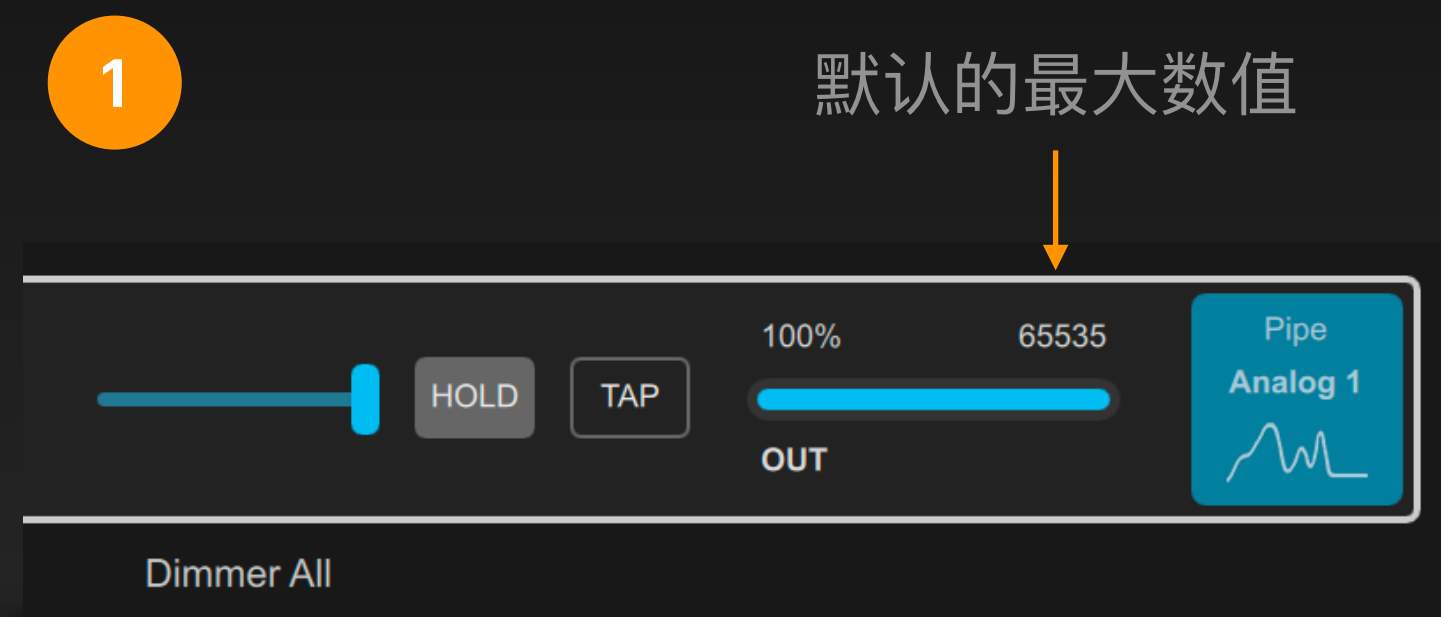 1
默认的最大数值
100% 65535
Pipe
HOLD TAP
Analog 1
OUT
Dimmer All